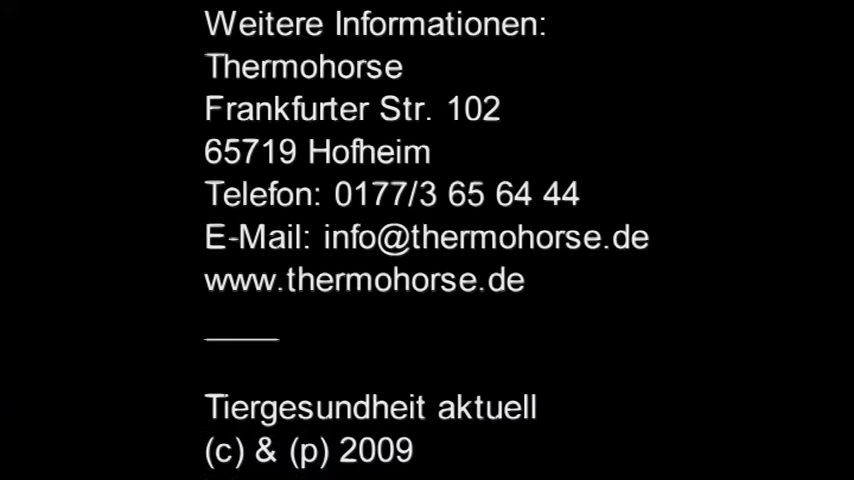 Weitere Informationen:
Thermohorse
Frankfurter Str. 102
65719 Hofheim
Telefon: 0177/3 65 64 44
E-Mail: info@thermohorse.de
www.thermohorse.de
_____
Tiergesundheit aktuell
(c) & (p) 2009